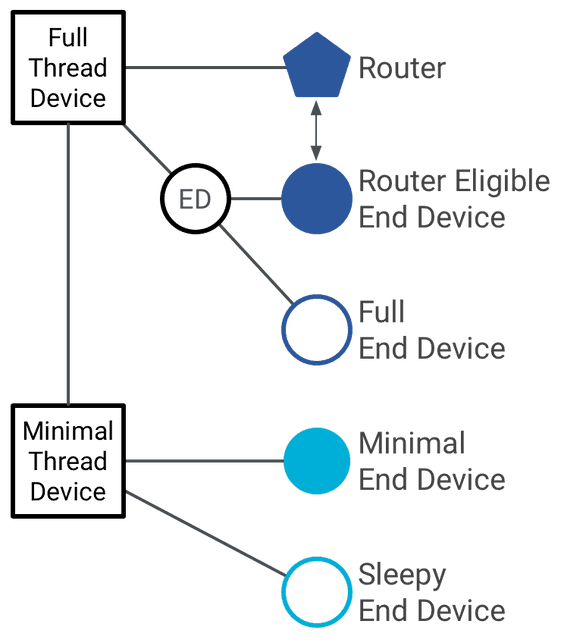 Full
Thread
Device
Router
ED
Router Eligible
End Device
Full
End Device
Minimal
Thread
Device
Minimal
End Device
Sleepy
End Device